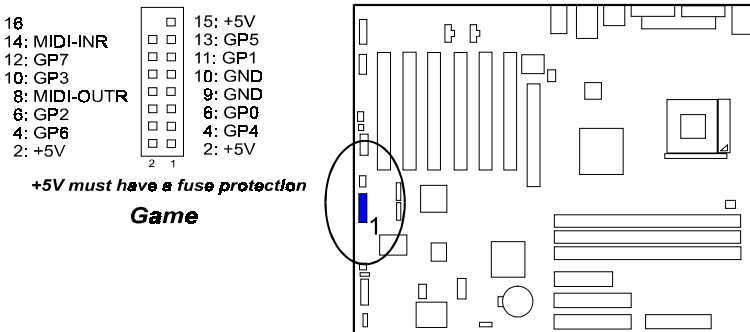 16
14: MIDI-INR
12: GP7
10: GP3
8: MIDI-OUTR
6: GP2
4: GP6
2: +5V
15: +5V
13: GP5
11: GP1
10: GND
9: GND
6: GP0
4: GP4
2: +5V
2 1
+5V must have a fuse protection
Game
1